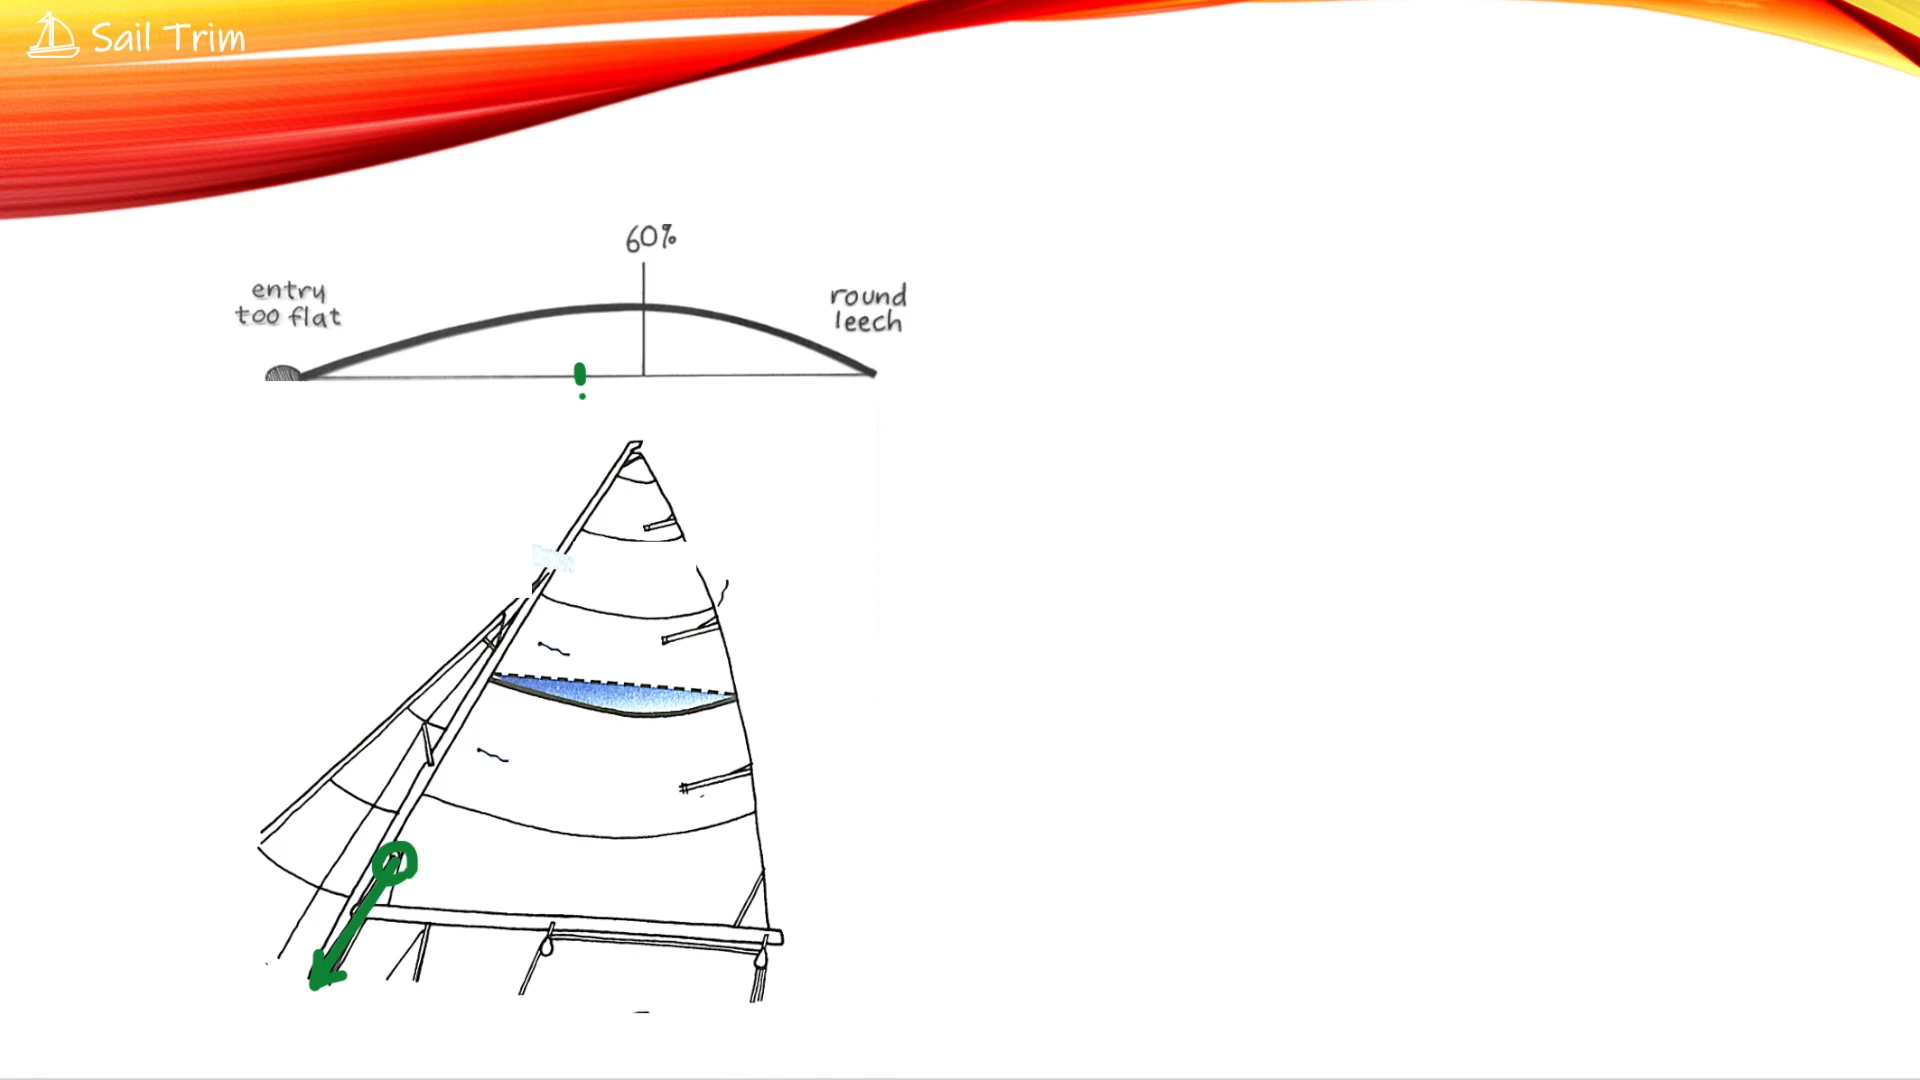 Sail Trim
60%
entry
too flat
round
leech